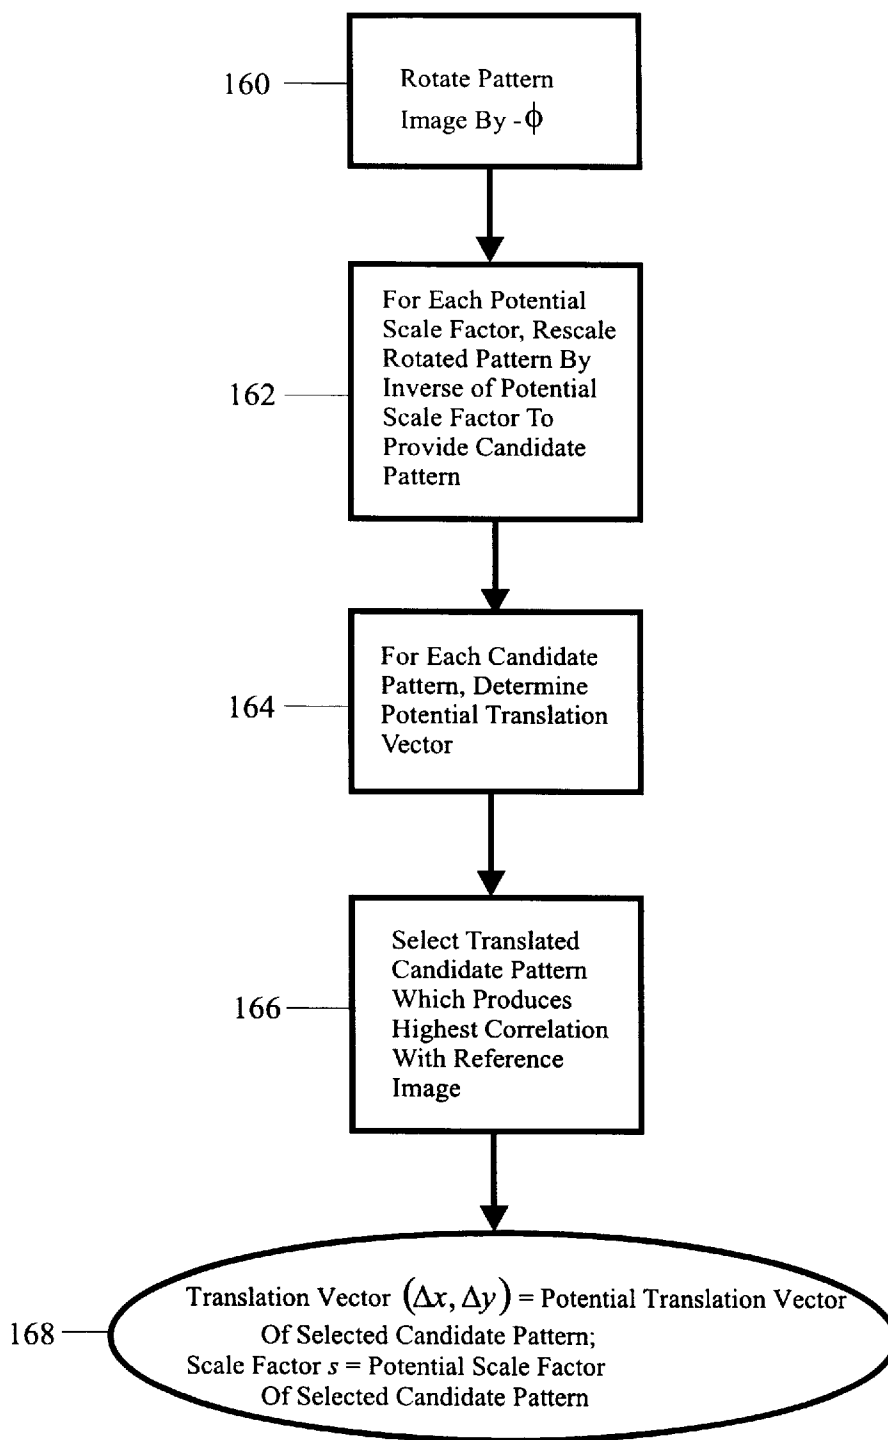 160
Rotate Pattern
Image By -ϕ
162
For Each Potential
Scale Factor, Rescale
Rotated Pattern By
Inverse of Potential
Scale Factor To
Provide Candidate
Pattern
164
For Each Candidate
Pattern, Determine
Potential Translation
Vector
166
Select Translated
Candidate Pattern
Which Produces
Highest Correlation
With Reference
Image
168
Translation Vector (Δx, Δy) = Potential Translation Vector
Of Selected Candidate Pattern;
Scale Factor s = Potential Scale Factor
Of Selected Candidate Pattern